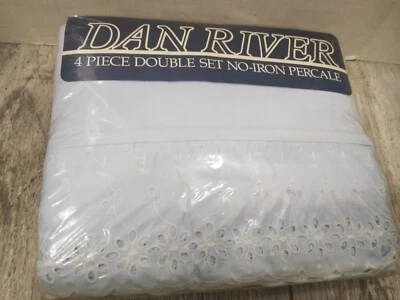 DAN RIVER
4 PIECE DOUBLE SET NO-IRON PERCALE